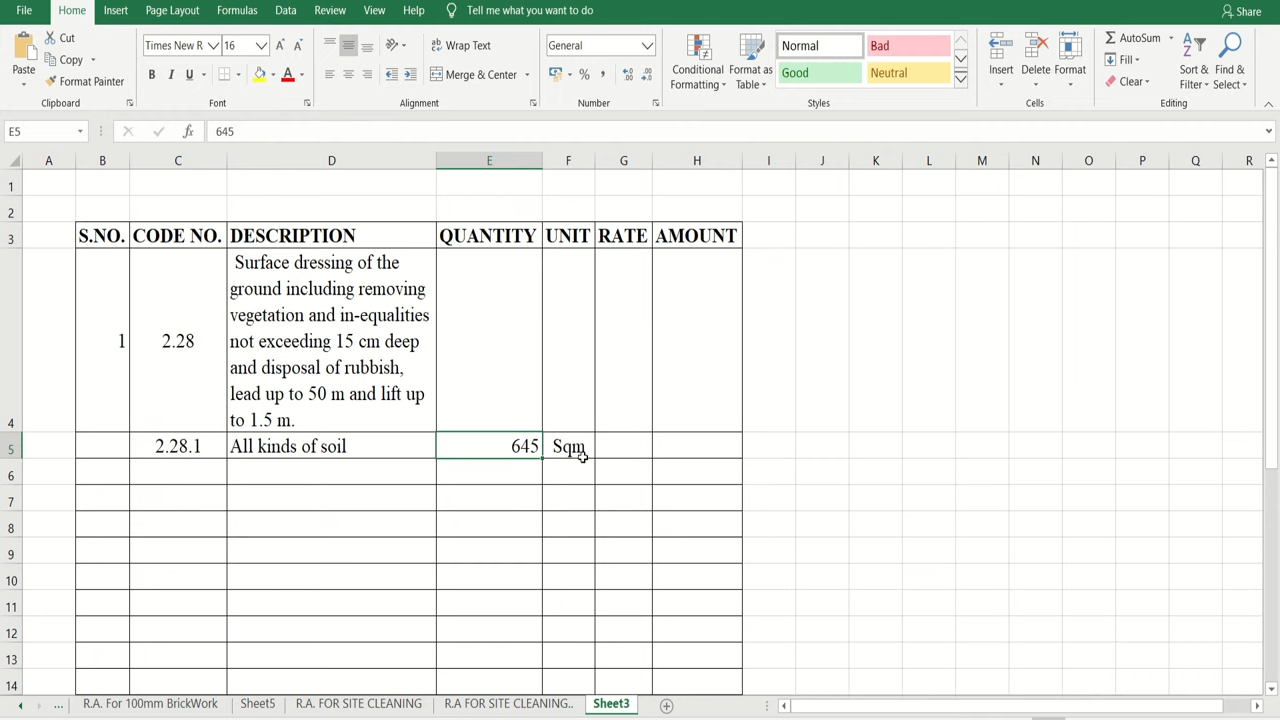 File Home Insert Page Layout Formulas Data Review View Help Tell me what you want to do Share
Paste Cut Copy Format Painter Clipboard
Times New R 16 A A
B I U A Font
ab Wrap Text
Merge & Center Alignment
General
% , Number
Conditional Formatting Format as Table
Normal Bad
Good Neutral
Styles
Insert Delete Format Cells
AutoSum
Fill
Clear
Sort & Filter Find & Select
Editing
E5 fx 645
A B C D E F G H I J K L M N O P Q R
1
2
3 S.NO. CODE NO. DESCRIPTION QUANTITY UNIT RATE AMOUNT
Surface dressing of the
ground including removing
vegetation and in-equalities
1 2.28 not exceeding 15 cm deep
and disposal of rubbish,
lead up to 50 m and lift up
4 to 1.5 m.
5 2.28.1 All kinds of soil 645 Sqm
6
7
8
9
10
11
12
13
14
... R.A. For 100mm BrickWork Sheet5 R.A. FOR SITE CLEANING R.A FOR SITE CLEANING.. Sheet3